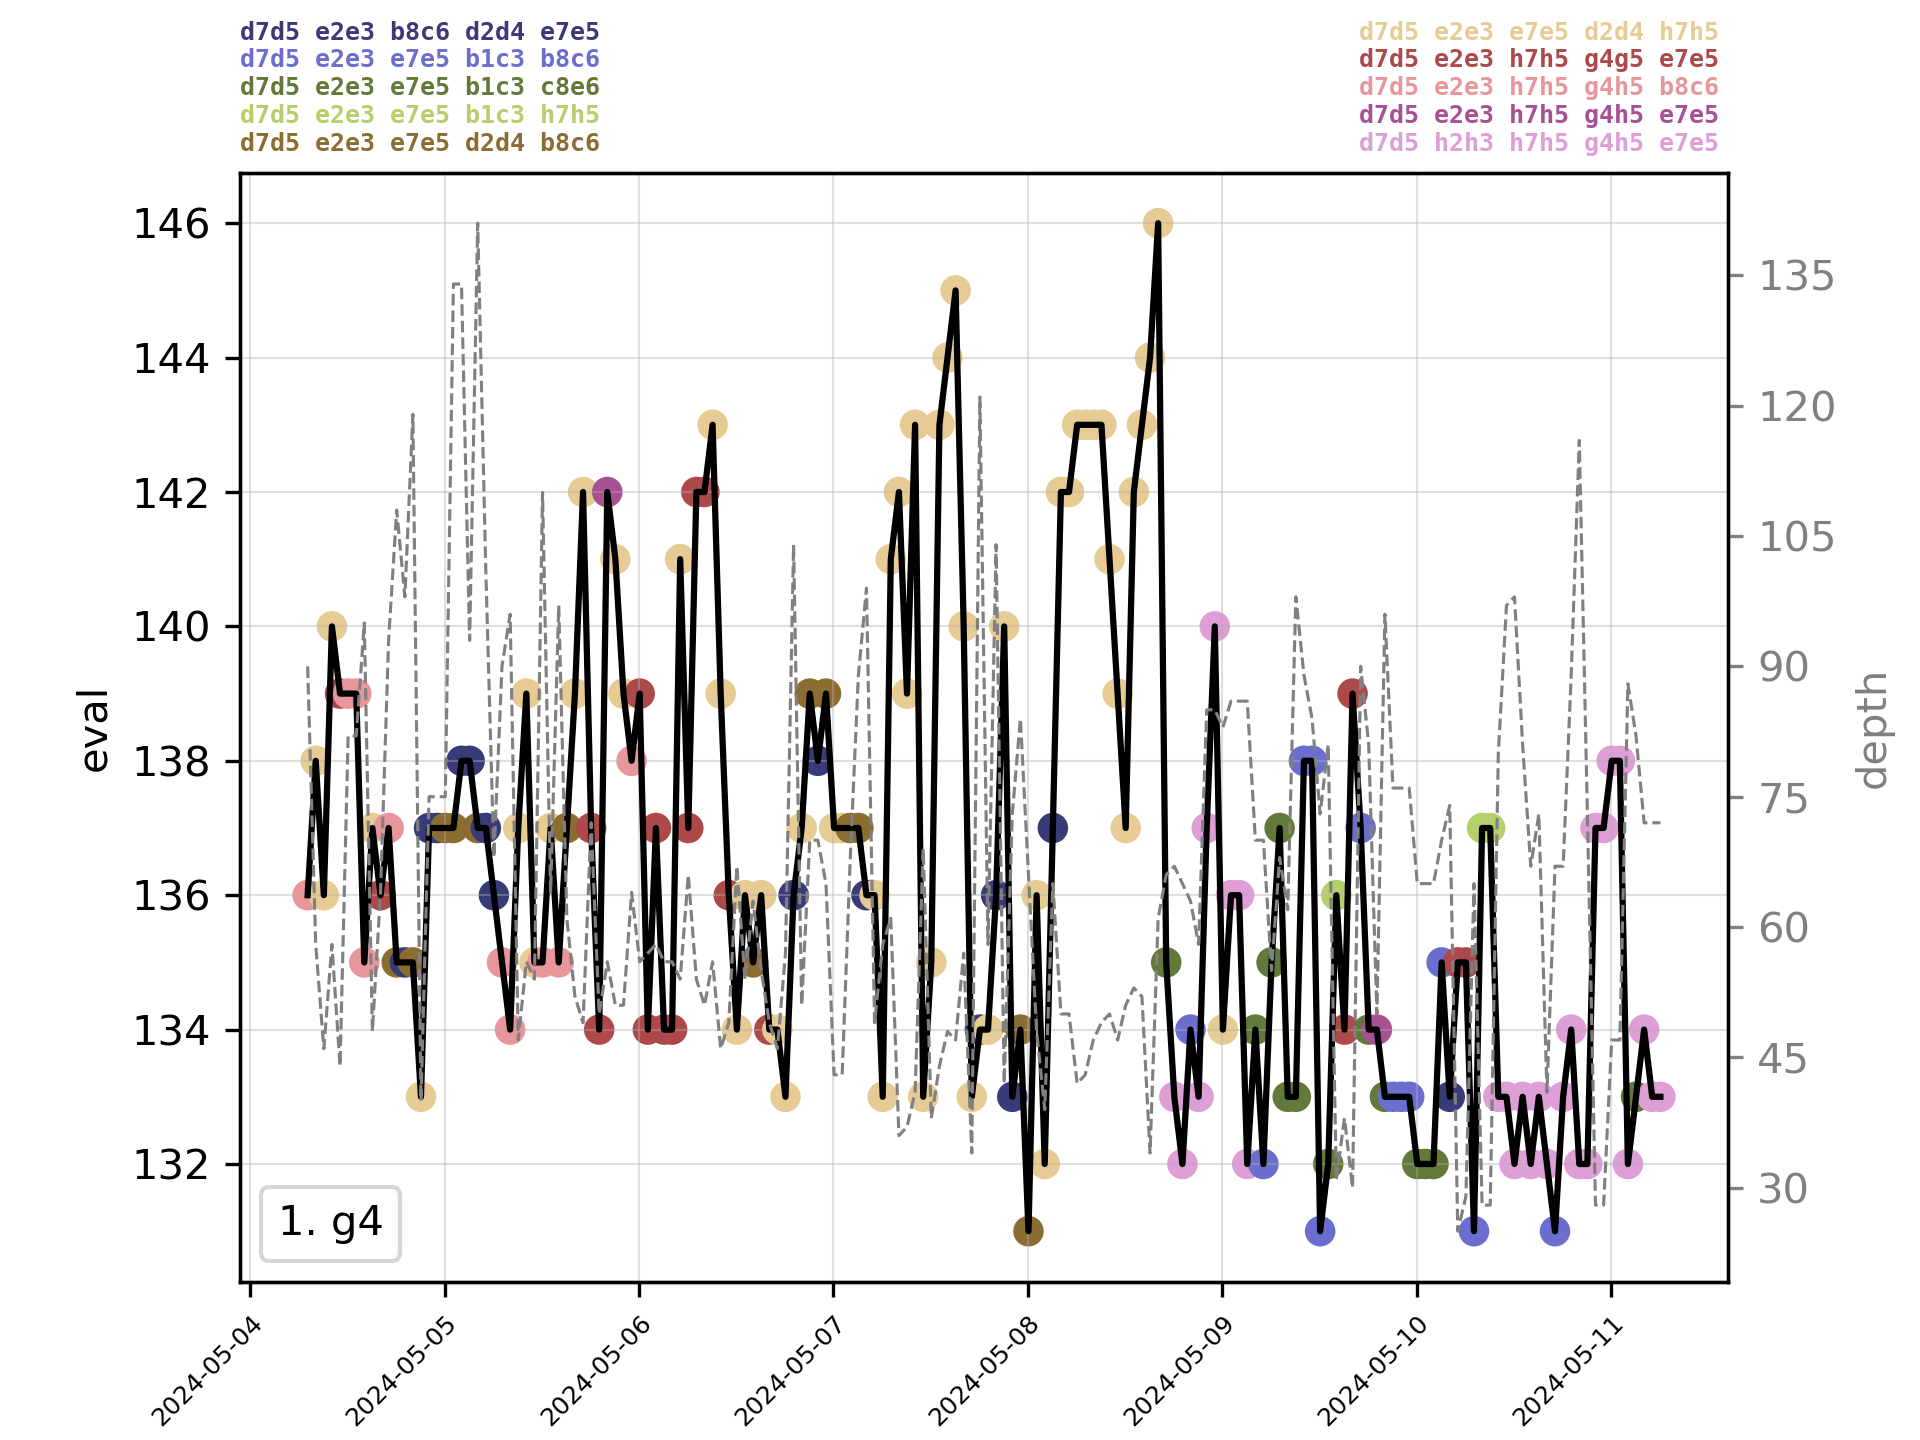 d7d5 e2e3 b8c6 d2d4 e7e5
d7d5 e2e3 e7e5 b1c3 b8c6
d7d5 e2e3 e7e5 b1c3 c8e6
d7d5 e2e3 e7e5 b1c3 h7h5
d7d5 e2e3 e7e5 d2d4 b8c6
d7d5 e2e3 e7e5 d2d4 h7h5
d7d5 e2e3 h7h5 g4g5 e7e5
d7d5 e2e3 h7h5 g4h5 b8c6
d7d5 e2e3 h7h5 g4h5 e7e5
d7d5 h2h3 h7h5 g4h5 e7e5
146
144
142
140
138
136
134
132
eval
135
120
105
90
75
60
45
30
depth
1. g4
2024-05-04
2024-05-05
2024-05-06
2024-05-07
2024-05-08
2024-05-09
2024-05-10
2024-05-11